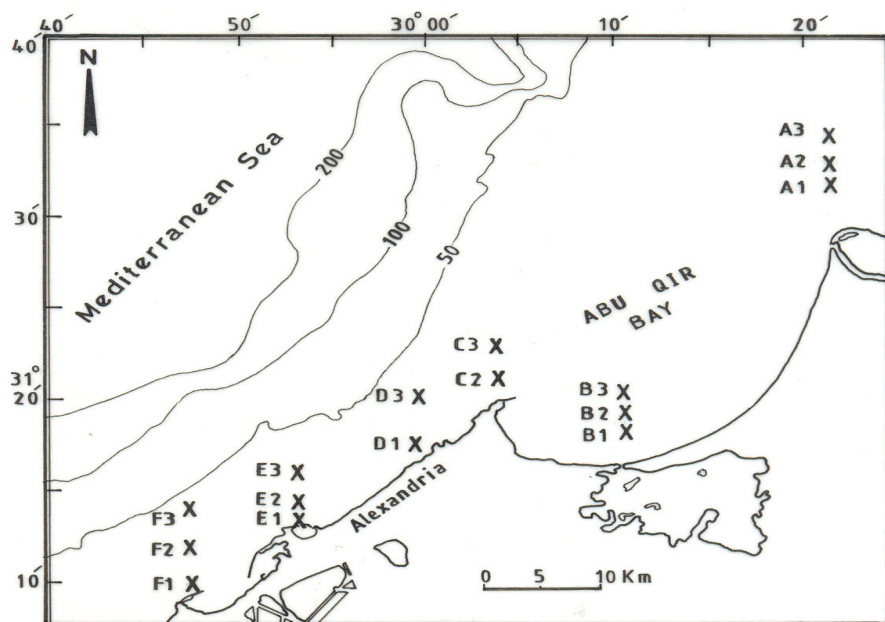 40' 50' 30° 00' 10' 20'
40'
N
A3 X
A2 X
A1 X
Mediterranean Sea
200
100
50
30'
ABU QIR
BAY
C3 X
C2 X
31°
20'
D3 X
B3 X
B2 X
B1 X
D1 X
Alexandria
E3 X
E2 X
E1 X
F3 X
F2 X
F1 X
10'
0 5 10 Km